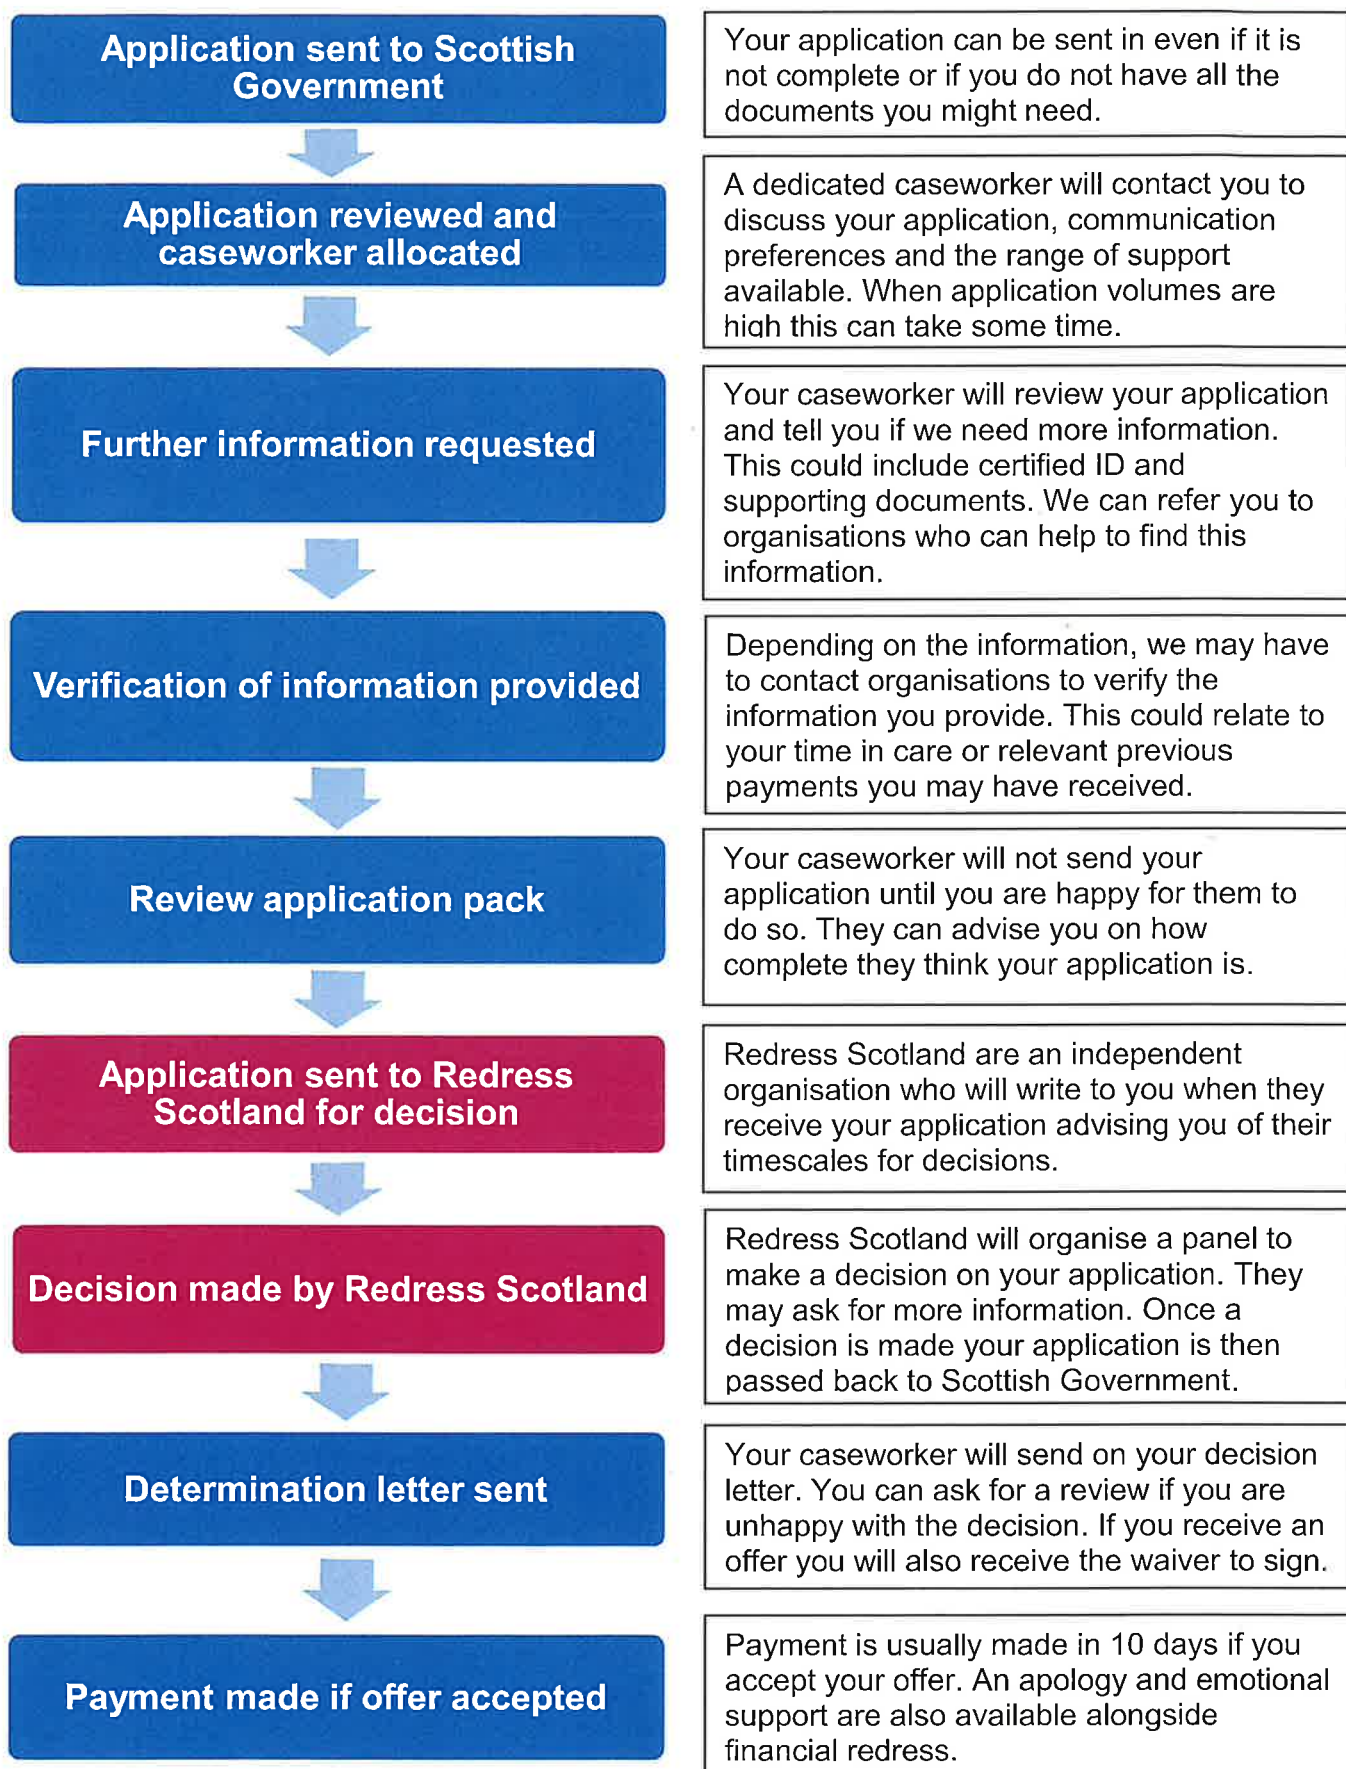 Application sent to Scottish
Government
Your application can be sent in even if it is
not complete or if you do not have all the
documents you might need.
Application reviewed and
caseworker allocated
A dedicated caseworker will contact you to
discuss your application, communication
preferences and the range of support
available. When application volumes are
high this can take some time.
Further information requested
Your caseworker will review your application
and tell you if we need more information.
This could include certified ID and
supporting documents. We can refer you to
organisations who can help to find this
information.
Verification of information provided
Depending on the information, we may have
to contact organisations to verify the
information you provide. This could relate to
your time in care or relevant previous
payments you may have received.
Review application pack
Your caseworker will not send your
application until you are happy for them to
do so. They can advise you on how
complete they think your application is.
Application sent to Redress
Scotland for decision
Redress Scotland are an independent
organisation who will write to you when they
receive your application advising you of their
timescales for decisions.
Decision made by Redress Scotland
Redress Scotland will organise a panel to
make a decision on your application. They
may ask for more information. Once a
decision is made your application is then
passed back to Scottish Government.
Determination letter sent
Your caseworker will send on your decision
letter. You can ask for a review if you are
unhappy with the decision. If you receive an
offer you will also receive the waiver to sign.
Payment made if offer accepted
Payment is usually made in 10 days if you
accept your offer. An apology and emotional
support are also available alongside
financial redress.